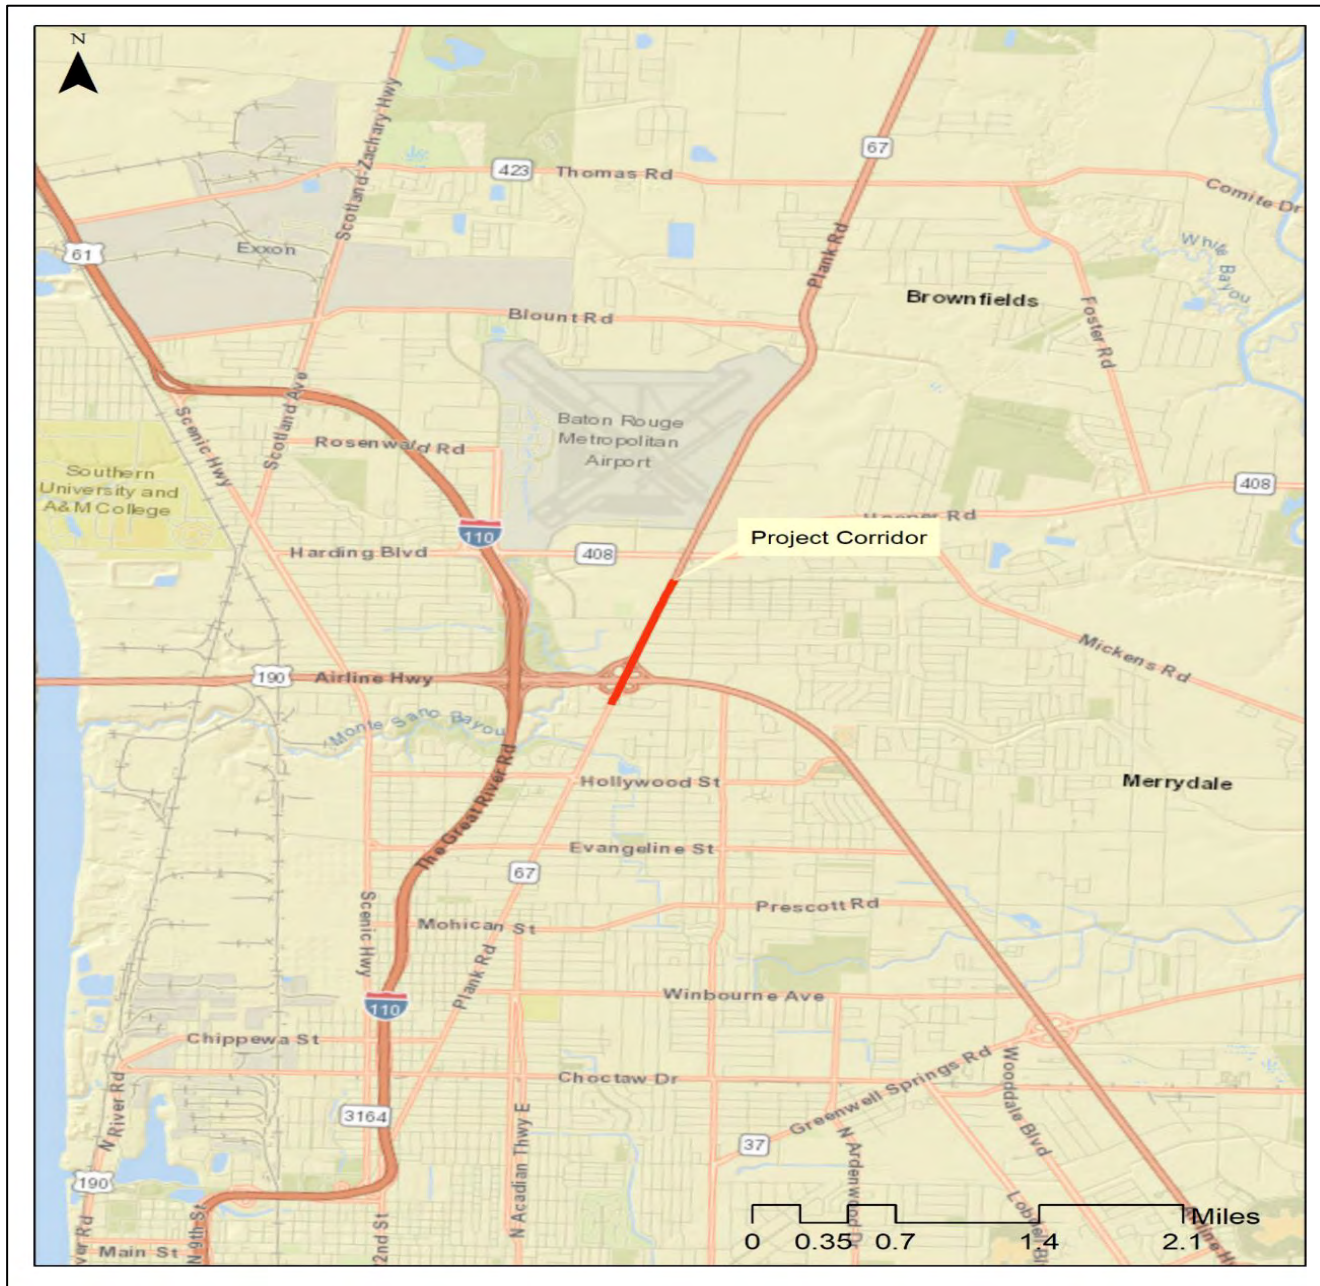 N
67
423
Thomas Rd
Comite Dr
Scotland-Zachary Hwy
White
Bayou
61
Exxon
Plank Rd
Brownfields
Blount Rd
Foster Rd
Baton Rouge
Metropolitan
Airport
Scenic Hwy
Scotland Ave
Rosenwald Rd
Southern
University and
A&M College
408
110
Project Corridor
Harding Blvd
408
Mickens Rd
190
Airline Hwy
Monte Sano Bayou
The Great River Rd
Hollywood St
Merrydale
Evangeline St
67
Scenic Hwy
Mohican St
Prescott Rd
Plank Rd
Winbourne Ave
110
Chippewa St
Choctaw Dr
Greenwell Springs Rd
Wooddale Blvd
N River Rd
3164
N Acadian Thwy E
37
N Ardenwood Dr
190
N 9th St
Main St
Miles
0 0.35 0.7 1.4 2.1